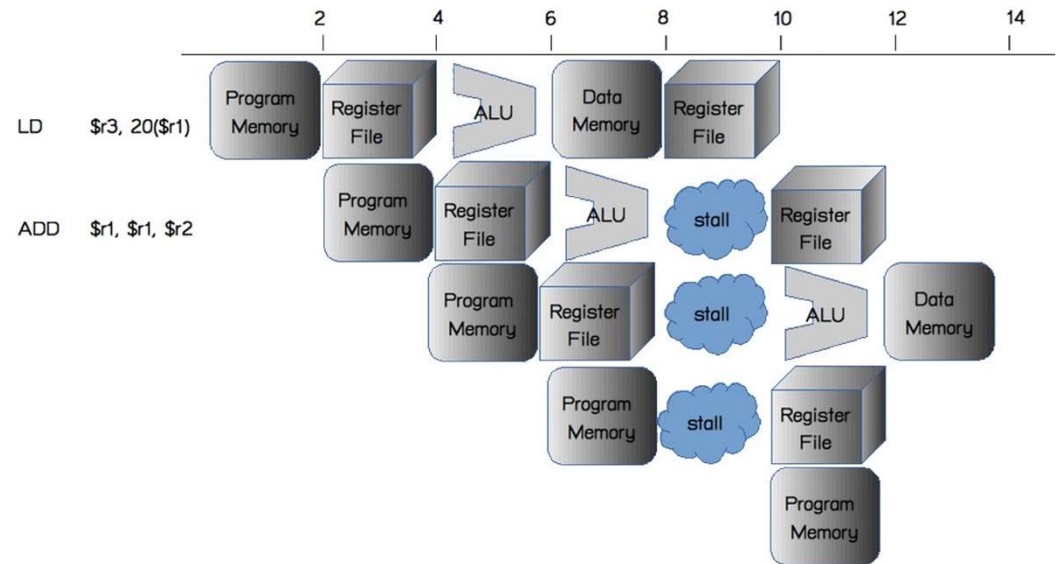 2 4 6 8 10 12 14
Program
Memory
Register
File
ALU
Data
Memory
Register
File
LD $r3, 20($r1)
Program
Memory
Register
File
ALU
stall
Register
File
ADD $r1, $r1, $r2
Program
Memory
Register
File
stall
ALU
Data
Memory
Program
Memory
stall
Register
File
Program
Memory